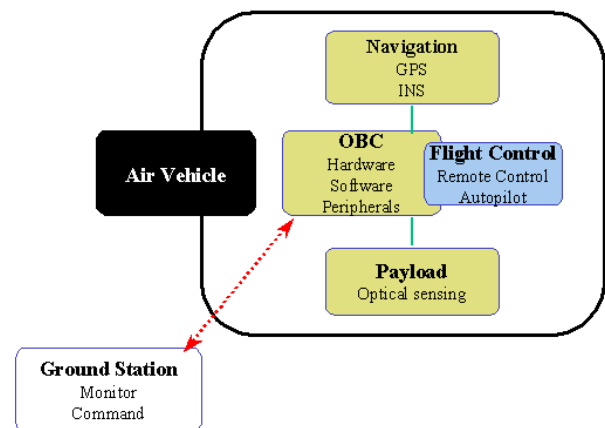 Navigation
GPS
INS
Air Vehicle
OBC
Hardware
Software
Peripherals
Flight Control
Remote Control
Autopilot
Payload
Optical sensing
Ground Station
Monitor
Command